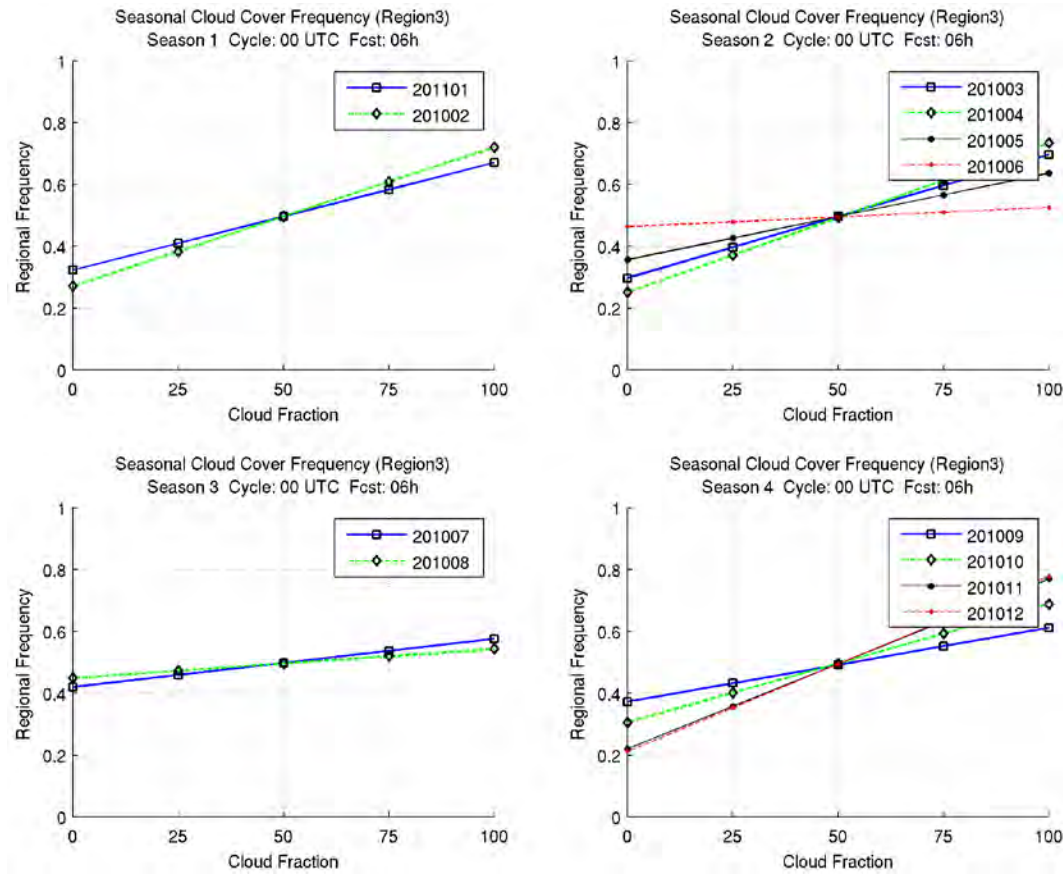 Seasonal Cloud Cover Frequency (Region3)
Season 1 Cycle: 00 UTC Fcst: 06h
1
0.8
0.6
0.4
0.2
0
Regional Frequency
201101
201002
0 25 50 75 100
Cloud Fraction
Seasonal Cloud Cover Frequency (Region3)
Season 2 Cycle: 00 UTC Fcst: 06h
1
0.8
0.6
0.4
0.2
0
Regional Frequency
201003
201004
201005
201006
0 25 50 75 100
Cloud Fraction
Seasonal Cloud Cover Frequency (Region3)
Season 3 Cycle: 00 UTC Fcst: 06h
1
0.8
0.6
0.4
0.2
0
Regional Frequency
201007
201008
0 25 50 75 100
Cloud Fraction
Seasonal Cloud Cover Frequency (Region3)
Season 4 Cycle: 00 UTC Fcst: 06h
1
0.8
0.6
0.4
0.2
0
Regional Frequency
201009
201010
201011
201012
0 25 50 75 100
Cloud Fraction